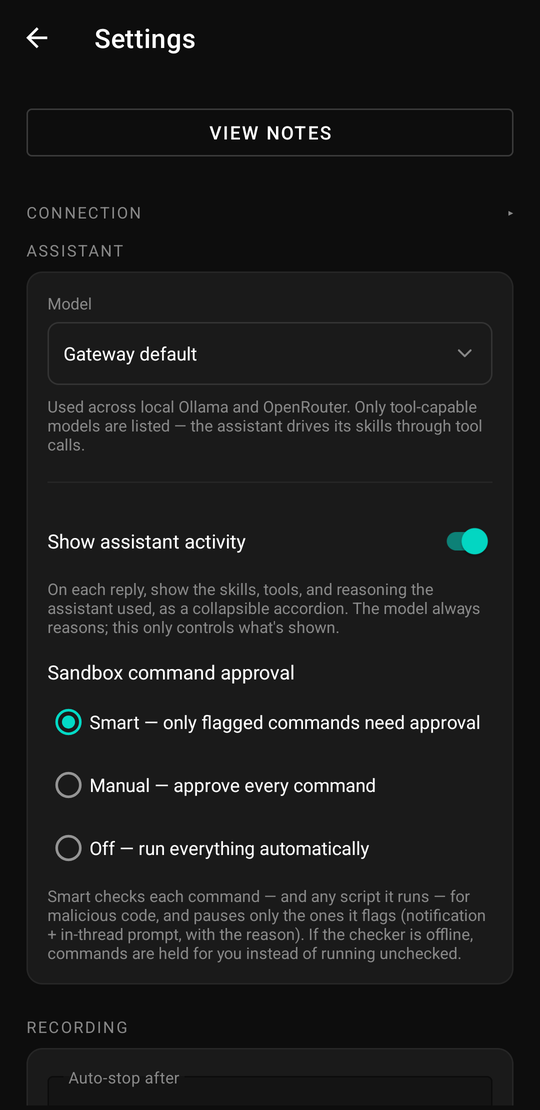 Settings
VIEW NOTES
CONNECTION
ASSISTANT
Model
Gateway default
Used across local Ollama and OpenRouter. Only tool-capable
models are listed — the assistant drives its skills through tool
calls.
Show assistant activity
On each reply, show the skills, tools, and reasoning the
assistant used, as a collapsible accordion. The model always
reasons; this only controls what's shown.
Sandbox command approval
Smart — only flagged commands need approval
Manual — approve every command
Off — run everything automatically
Smart checks each command — and any script it runs — for
malicious code, and pauses only the ones it flags (notification
+ in-thread prompt, with the reason). If the checker is offline,
commands are held for you instead of running unchecked.
RECORDING
Auto-stop after